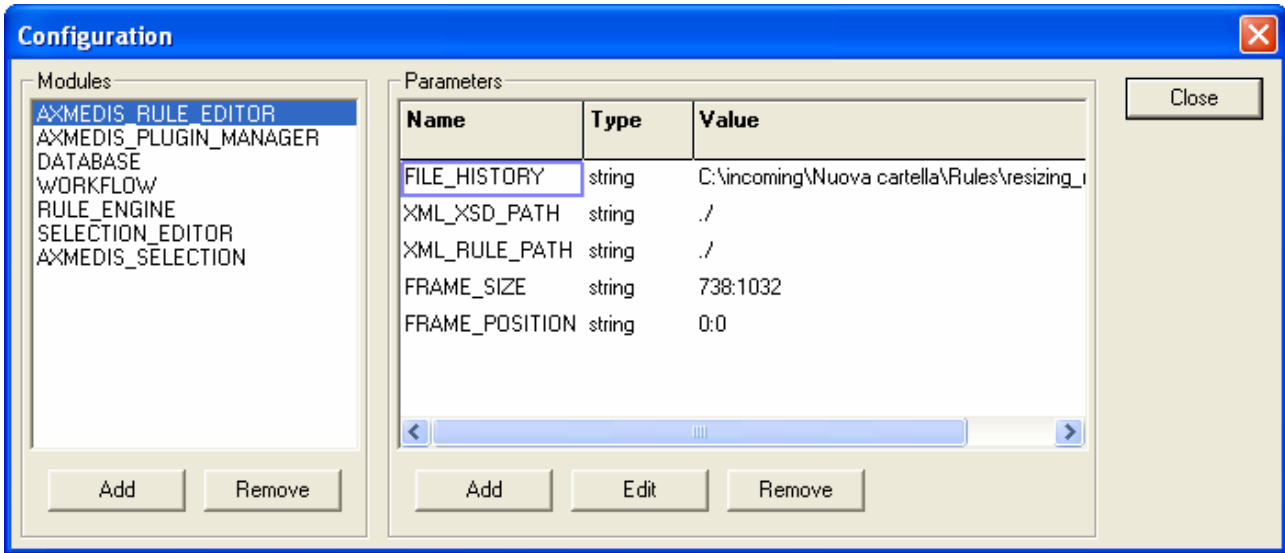 Configuration
Modules
AXMEDIS_RULE_EDITOR
AXMEDIS_PLUGIN_MANAGER
DATABASE
WORKFLOW
RULE_ENGINE
SELECTION_EDITOR
AXMEDIS_SELECTION
Add Remove
Parameters
Name Type Value
FILE_HISTORY string C:\incoming\Nuova cartella\Rules\resizing_
XML_XSD_PATH string ./
XML_RULE_PATH string ./
FRAME_SIZE string 738:1032
FRAME_POSITION string 0:0
Add Edit Remove
Close